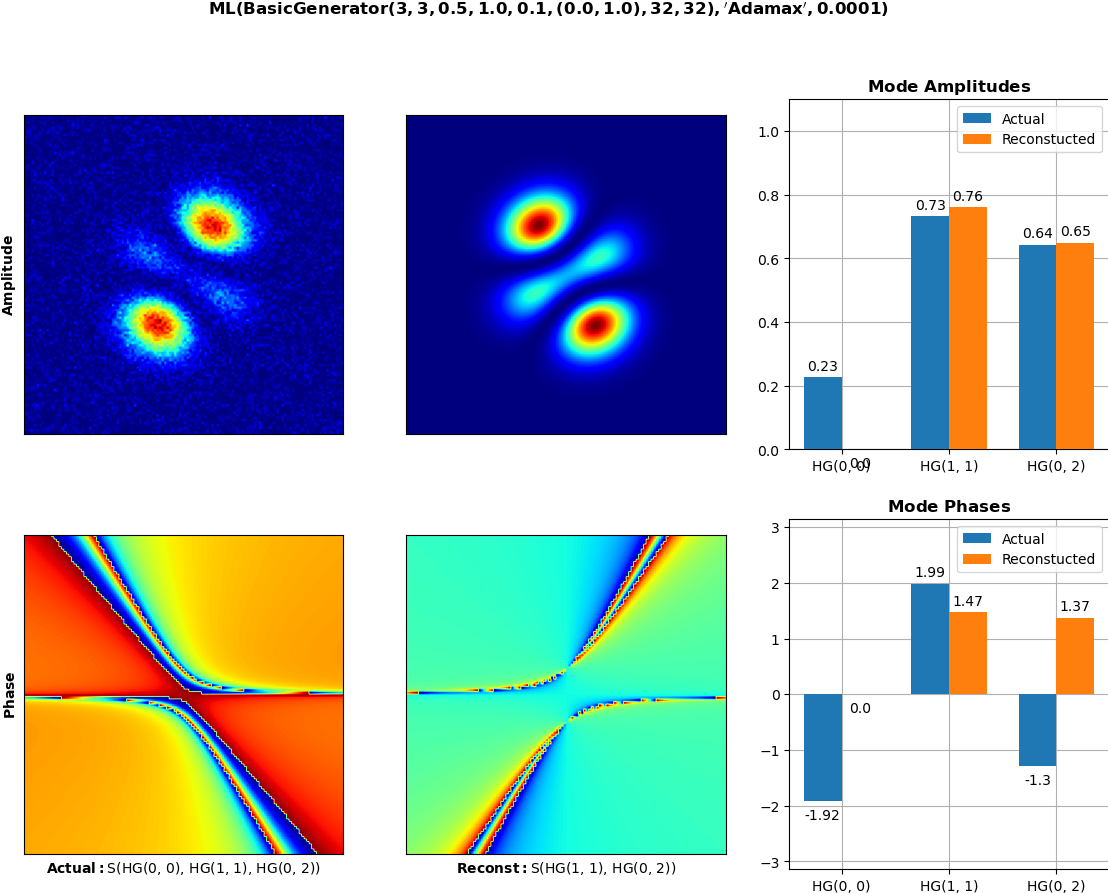 ML(BasicGenerator(3, 3, 0.5, 1.0, 0.1, (0.0, 1.0), 32, 32), 'Adamax', 0.0001)
Amplitude
Mode Amplitudes
Actual
Reconstucted
1.0
0.8
0.6
0.4
0.2
0.0
0.23
0.0
0.73
0.76
0.64
0.65
HG(0, 0)
HG(1, 1)
HG(0, 2)
Phase
Actual: S(HG(0, 0), HG(1, 1), HG(0, 2))
Reconst: S(HG(1, 1), HG(0, 2))
Mode Phases
Actual
Reconstucted
3
2
1
0
−1
−2
−3
-1.92
0.0
1.99
1.47
-1.3
1.37
HG(0, 0)
HG(1, 1)
HG(0, 2)